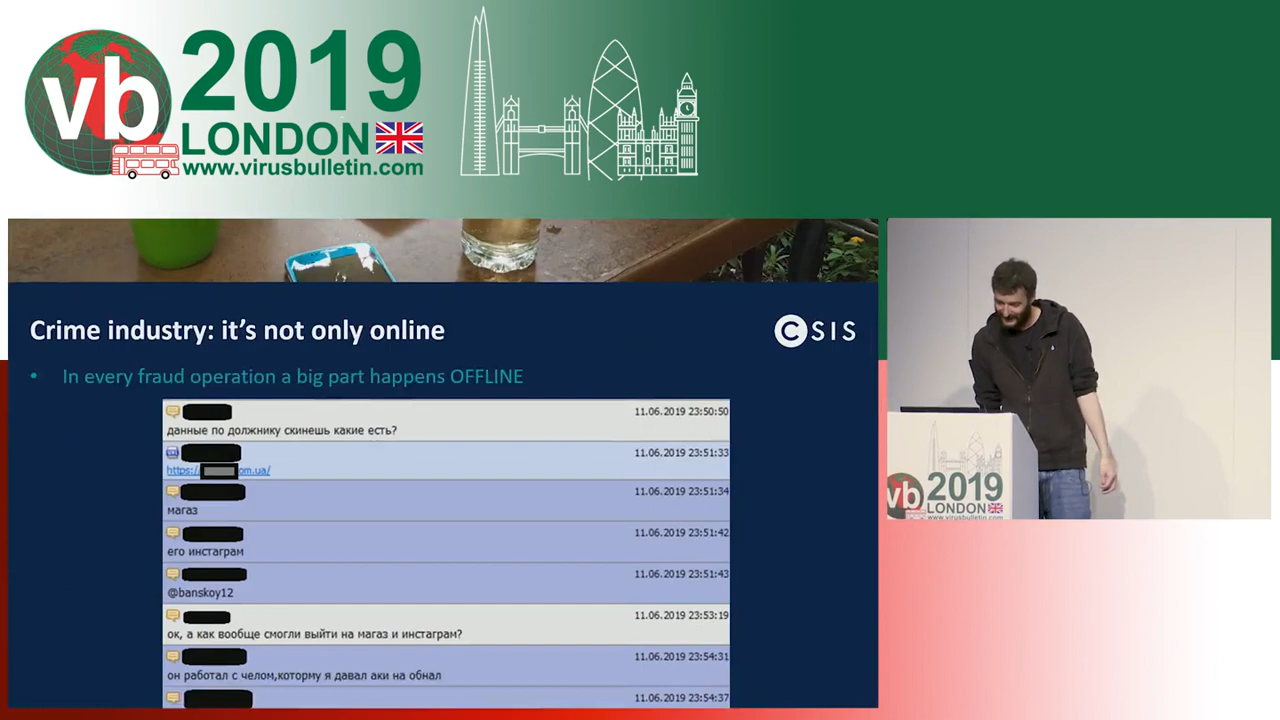 vb
2019
LONDON
www.virusbulletin.com
Crime industry: it's not only online
CSIS
• In every fraud operation a big part happens OFFLINE
11.06.2019 23:50:50
данные по должнику скинешь какие есть?
11.06.2019 23:51:33
https:/ om.ua/
11.06.2019 23:51:34
магаз
11.06.2019 23:51:42
его инстаграм
11.06.2019 23:51:43
@banskoy12
11.06.2019 23:53:19
ок, а как вообще смогли выйти на магаз и инстаграм?
11.06.2019 23:54:31
он работал с челом,которму я давал аки на обнал
11.06.2019 23:54:37
vb
2019
LONDON
www.virusbulletin.com